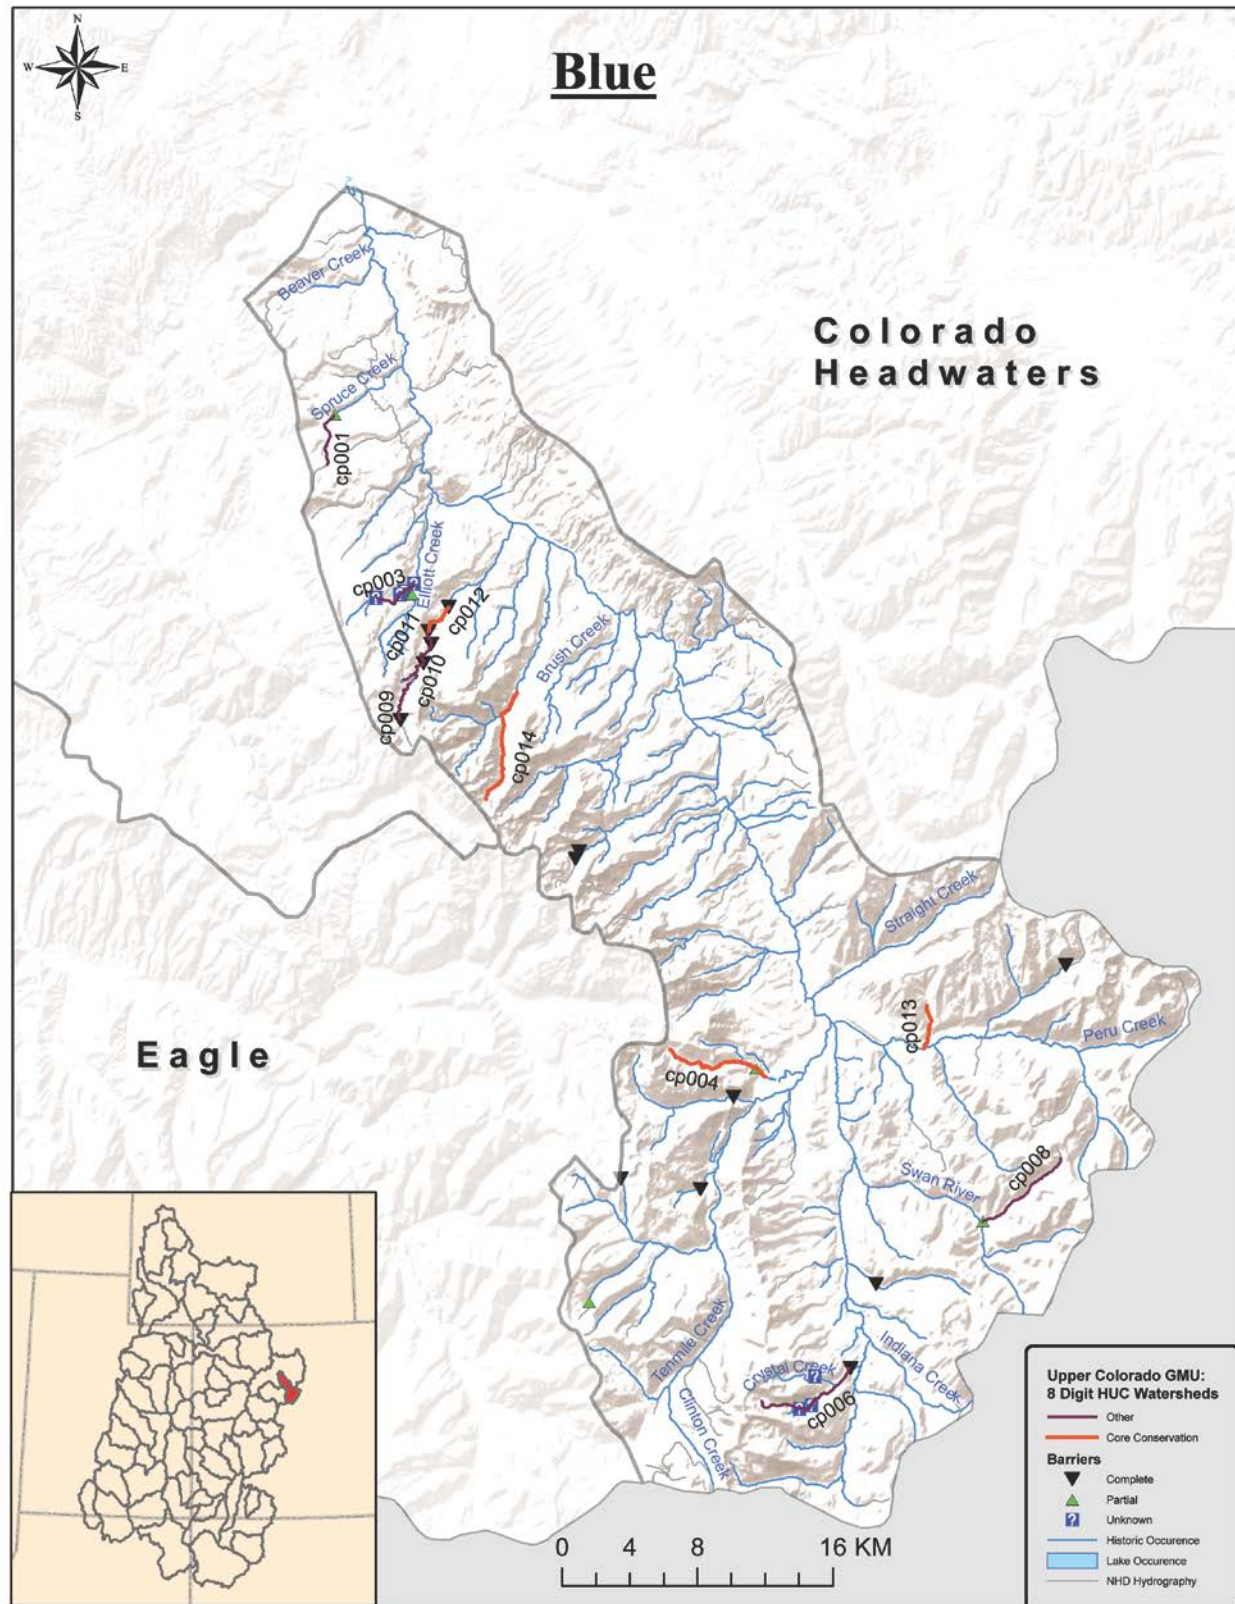 N
W
E
S
Blue
Beaver Creek
Colorado
Headwaters
Spruce Creek
cp001
cp003
Elliott Creek
cp012
cp011
cp010
cp009
Brush Creek
cp014
Straight Creek
cp013
Peru Creek
Eagle
cp004
cp008
Swan River
Tenmile Creek
Indiana Creek
Crystal Creek
cp006
Clinton Creek
Upper Colorado GMU:
8 Digit HUC Watersheds
Other
Core Conservation
Barriers
Complete
Partial
? Unknown
Historic Occurence
Lake Occurence
NHD Hydrography
0 4 8 16 KM